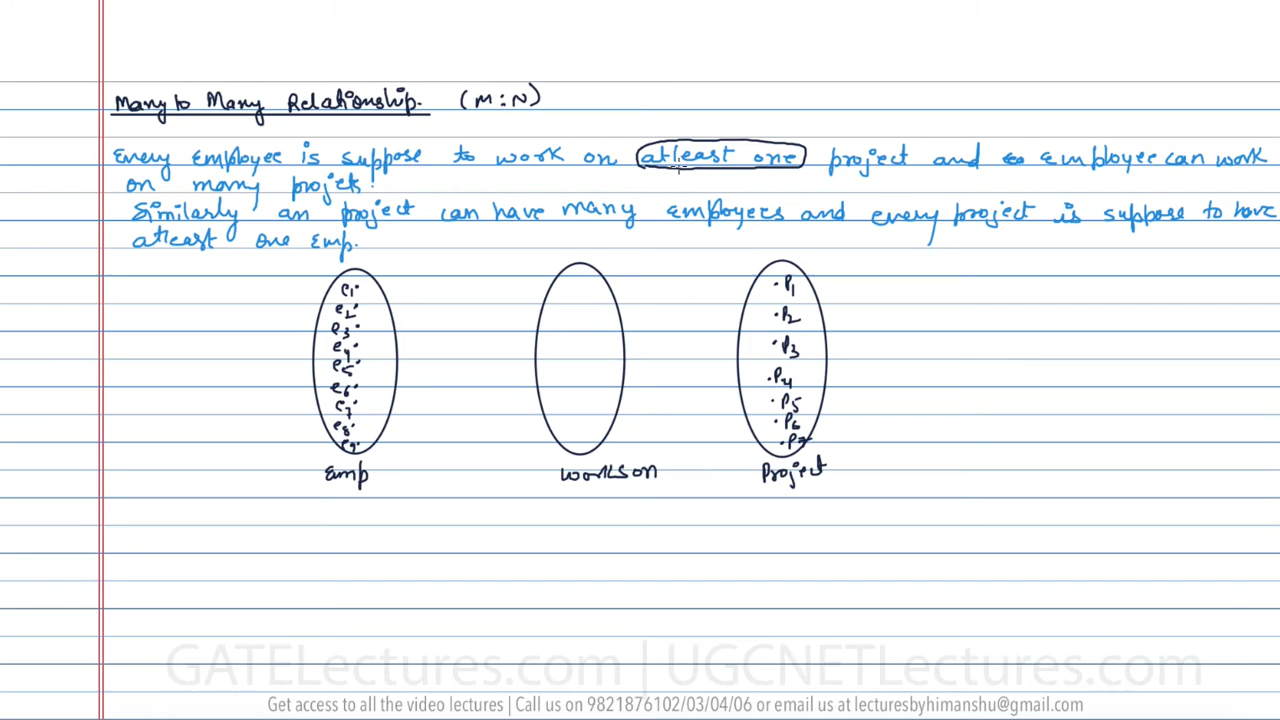 Many to Many Relationship. (M:N)
Every employee is suppose to work on atleast one project and employee can work
on many projets.
Similarly an project can have many employees and every project is suppose to have
atleast one Emp.
e1
e2
e3
e4
e5
e6
e7
e8
e9
P1
P2
P3
P4
P5
P6
P7
Emp workson Project
GATELectures.com | UGCNETLectures.com
Get access to all the video lectures | Call us on 9821876102/03/04/06 or email us at lecturesbyhimanshu@gmail.com